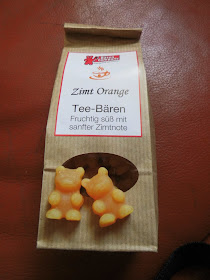 Zimt Orange
Tee-Bären
Fruchtig süß mit
sanfter Zimtnote